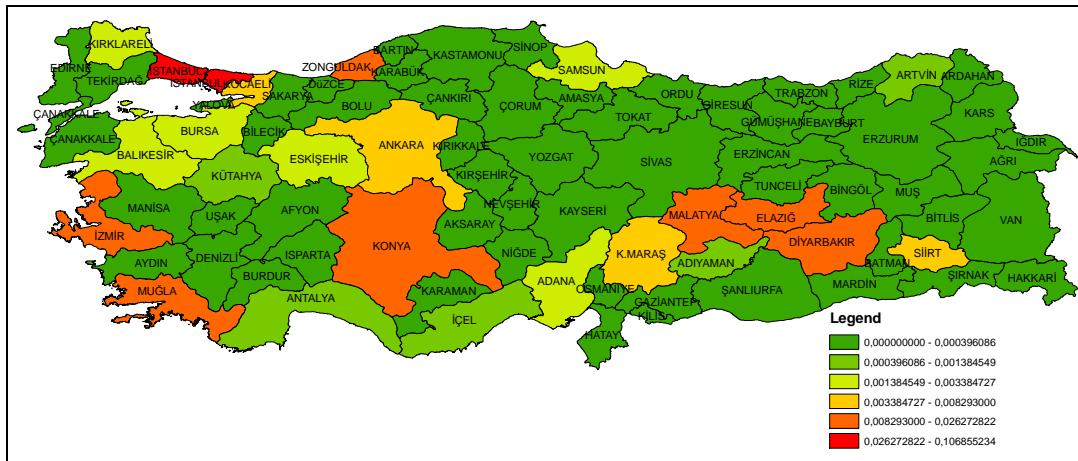 KIRKLARELİ
EDİRNE
TEKİRDAĞ
İSTANBUL2
İSTANBUL
KOCAELİ
YALOVA
SAKARYA
DüZCE
ZONGULDAK
BARTIN
KARABÜK
KASTAMONU
SİNOP
SAMSUN
ORDU
GİRESUN
TRABZON
RİZE
ARTVİN
ARDAHAN
KARS
IGDIR
AĞRI
ÇANAKKALE
ÇANAKKALE
BALIKESİR
BURSA
BİLECİK
BOLU
ÇANKIRI
ÇORUM
AMASYA
TOKAT
GÜMÜŞHANE
BAYBURT
ERZURUM
ERZİNCAN
KÜTAHYA
ESKİŞEHİR
ANKARA
KIRIKKALE
KIRŞEHİR
YOZGAT
SİVAS
TUNCELİ
BİNGÖL
MUŞ
BİTLİS
VAN
MANİSA
UŞAK
AFYON
NEVŞEHİR
AKSARAY
KAYSERİ
MALATYA
ELAZIĞ
DİYARBAKIR
İZMİR
KONYA
NİĞDE
K.MARAŞ
ADIYAMAN
BATMAN
SİİRT
ŞIRNAK
HAKKARİ
AYDIN
DENİZLİ
ISPARTA
BURDUR
KARAMAN
ADANA
OSMANİYE
GAZİANTEP
KİLİS
ŞANLIURFA
MARDİN
MUĞLA
ANTALYA
İÇEL
HATAY
Legend
0,00000000 - 0,000396086
0,000396086 - 0,001384549
0,001384549 - 0,003384727
0,003384727 - 0,008293000
0,008293000 - 0,026272822
0,026272822 - 0,106855234